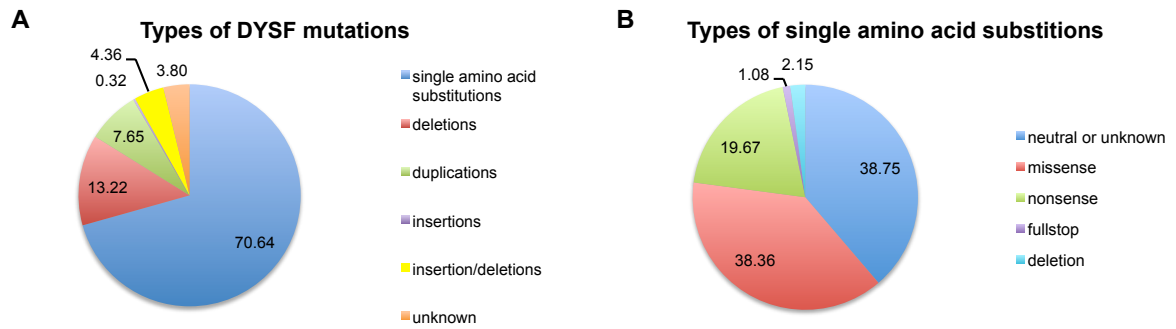 A
Types of DYSF mutations
4.36
0.32
3.80
7.65
13.22
70.64
single amino acid
substitutions
deletions
duplications
insertions
insertion/deletions
unknown
B
Types of single amino acid substitions
1.08
2.15
19.67
38.75
38.36
neutral or unknown
missense
nonsense
fullstop
deletion